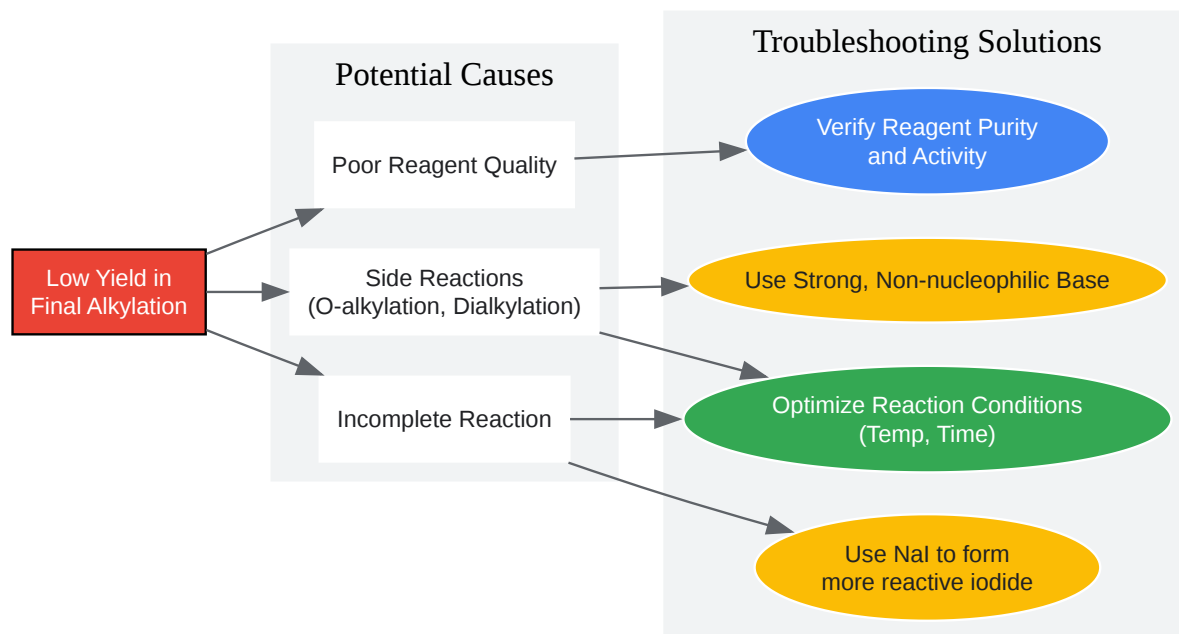 Troubleshooting Solutions
Potential Causes
Verify Reagent Purity
and Activity
Poor Reagent Quality
Low Yield in
Final Alkylation
Side Reactions
(O-alkylation, Dialkylation)
Use Strong, Non-nucleophilic Base
Optimize Reaction Conditions
(Temp, Time)
Incomplete Reaction
Use NaI to form
more reactive iodide